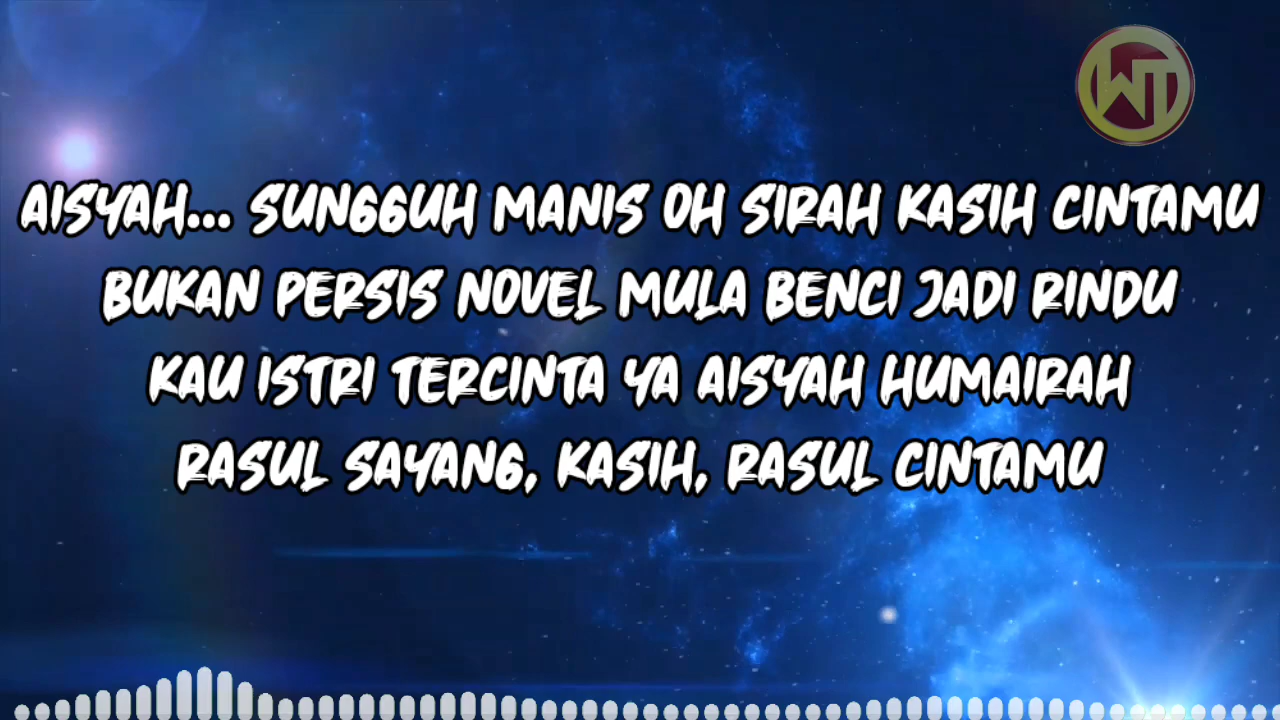 WT
AISYAH... SUNGGUH MANIS OH SIRAH KASIH CINTAMU
BUKAN PERSIS NOVEL MULA BENCI JADI RINDU
KAU ISTRI TERCINTA YA AISYAH HUMAIRAH
RASUL SAYANG, KASIH, RASUL CINTAMU